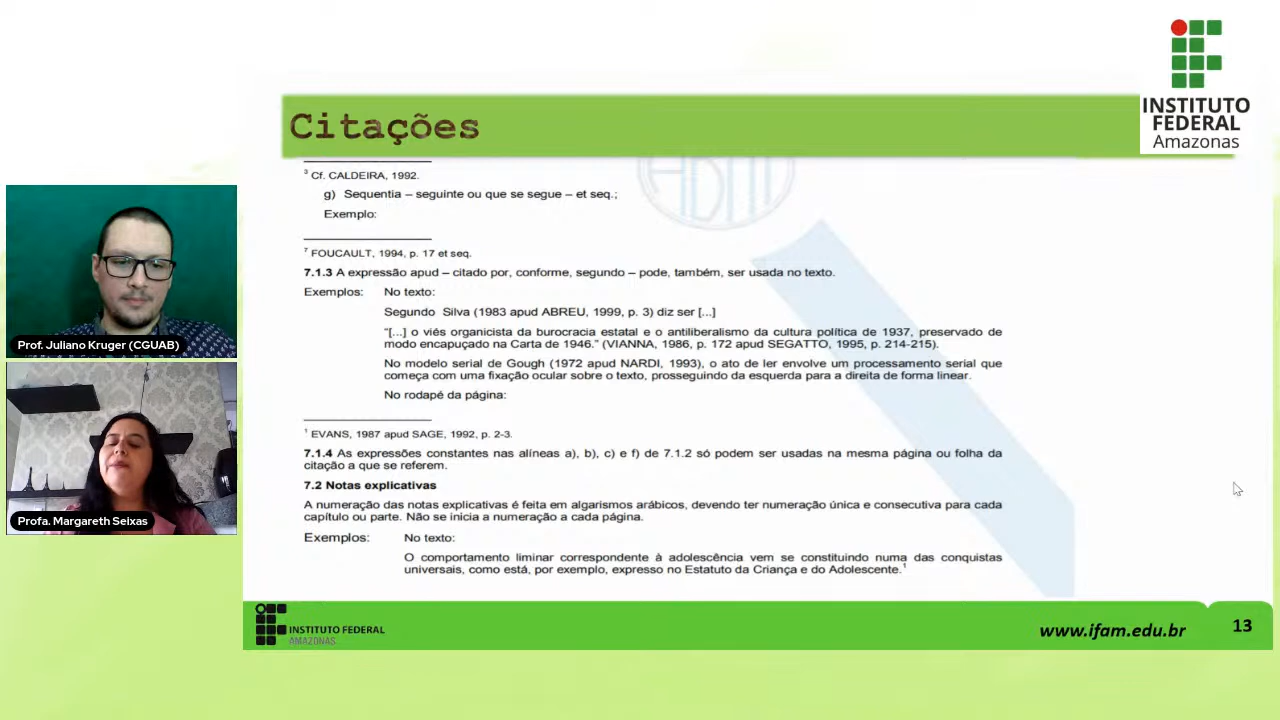 INSTITUTO
FEDERAL
Amazonas
Citações
³ Cf. CALDEIRA, 1992.
g) Sequentia – seguinte ou que se segue – et seq.;
Exemplo:
⁷ FOUCAULT, 1994, p. 17 et seq.
7.1.3 A expressão apud – citado por, conforme, segundo – pode, também, ser usada no texto.
Exemplos: No texto:
Segundo Silva (1983 apud ABREU, 1999, p. 3) diz ser [...]
“[...] o viés organicista da burocracia estatal e o antiliberalismo da cultura política de 1937, preservado de
modo encapuçado na Carta de 1946.” (VIANNA, 1986, p. 172 apud SEGATTO, 1995, p. 214-215).
No modelo serial de Gough (1972 apud NARDI, 1993), o ato de ler envolve um processamento serial que
começa com uma fixação ocular sobre o texto, prosseguindo da esquerda para a direita de forma linear.
No rodapé da página:
¹ EVANS, 1987 apud SAGE, 1992, p. 2-3.
7.1.4 As expressões constantes nas alíneas a), b), c) e f) de 7.1.2 só podem ser usadas na mesma página ou folha da
citação a que se referem.
7.2 Notas explicativas
A numeração das notas explicativas é feita em algarismos arábicos, devendo ter numeração única e consecutiva para cada
capítulo ou parte. Não se inicia a numeração a cada página.
Exemplos: No texto:
O comportamento liminar correspondente à adolescência vem se constituindo numa das conquistas
universais, como está, por exemplo, expresso no Estatuto da Criança e do Adolescente.¹
Prof. Juliano Kruger (CGUAB)
Profa. Margareth Seixas
INSTITUTO FEDERAL
AMAZONAS
www.ifam.edu.br
13